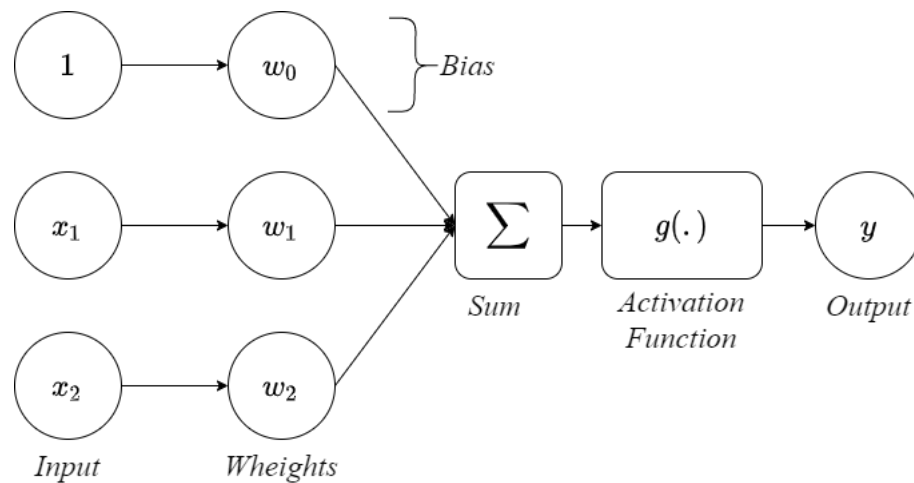 1 w₀ Bias
x₁ w₁ ∑ g(.) y
Sum Activation Function Output
x₂ w₂
Input Wheights